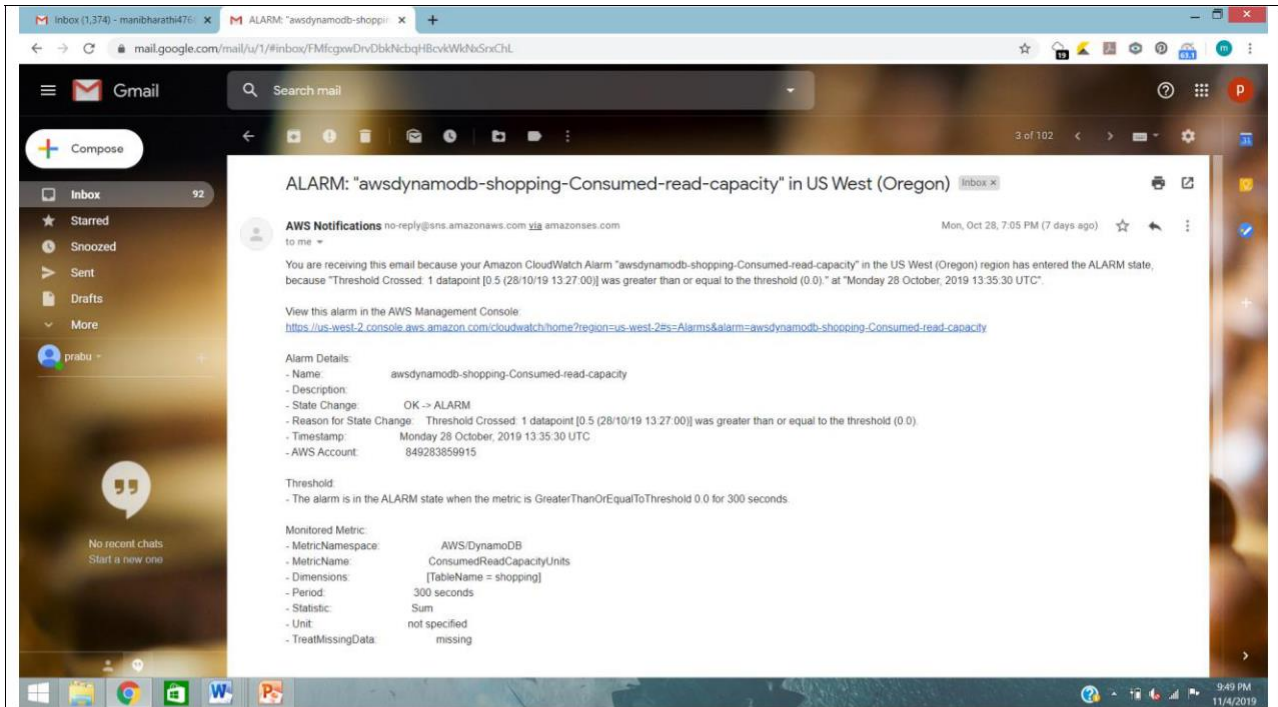 Inbox (1,374) - manibharathi476
ALARM: "awsdynamodb-shoppin
mail.google.com/mail/u/1/#inbox/FMfcgxwDrvDbkNcbqHBcvkWkNxSrxChL
19
63.1
m
Gmail
Search mail
P
Compose
3 of 102
31
Inbox 92
Starred
Snoozed
Sent
Drafts
More
prabu
No recent chats
Start a new one
ALARM: "awsdynamodb-shopping-Consumed-read-capacity" in US West (Oregon) Inbox x
AWS Notifications no-reply@sns.amazonaws.com via amazonses.com Mon, Oct 28, 7:05 PM (7 days ago)
to me
You are receiving this email because your Amazon CloudWatch Alarm "awsdynamodb-shopping-Consumed-read-capacity" in the US West (Oregon) region has entered the ALARM state,
because "Threshold Crossed: 1 datapoint [0.5 (28/10/19 13:27:00)] was greater than or equal to the threshold (0.0)." at "Monday 28 October, 2019 13:35:30 UTC".
View this alarm in the AWS Management Console:
https://us-west-2.console.aws.amazon.com/cloudwatch/home?region=us-west-2#s=Alarms&alarm=awsdynamodb-shopping-Consumed-read-capacity
Alarm Details:
- Name: awsdynamodb-shopping-Consumed-read-capacity
- Description:
- State Change: OK -> ALARM
- Reason for State Change: Threshold Crossed: 1 datapoint [0.5 (28/10/19 13:27:00)] was greater than or equal to the threshold (0.0).
- Timestamp: Monday 28 October, 2019 13:35:30 UTC
- AWS Account: 849283859915
Threshold:
- The alarm is in the ALARM state when the metric is GreaterThanOrEqualToThreshold 0.0 for 300 seconds.
Monitored Metric:
- MetricNamespace: AWS/DynamoDB
- MetricName: ConsumedReadCapacityUnits
- Dimensions: [TableName = shopping]
- Period: 300 seconds
- Statistic: Sum
- Unit: not specified
- TreatMissingData: missing
9:49 PM
11/4/2019